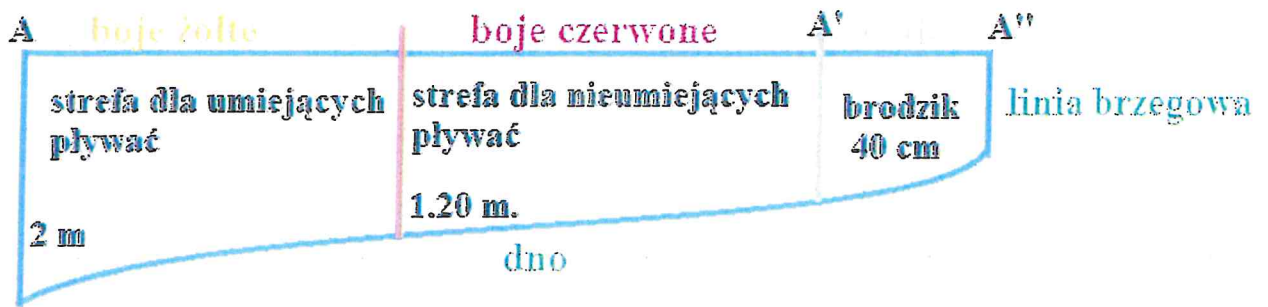 A boje żółte boje czerwone A' A"
strefa dla umiejących
pływać
strefa dla nieumiejących
pływać
brodzik
40 cm
linia brzegowa
2 m
1.20 m.
dno